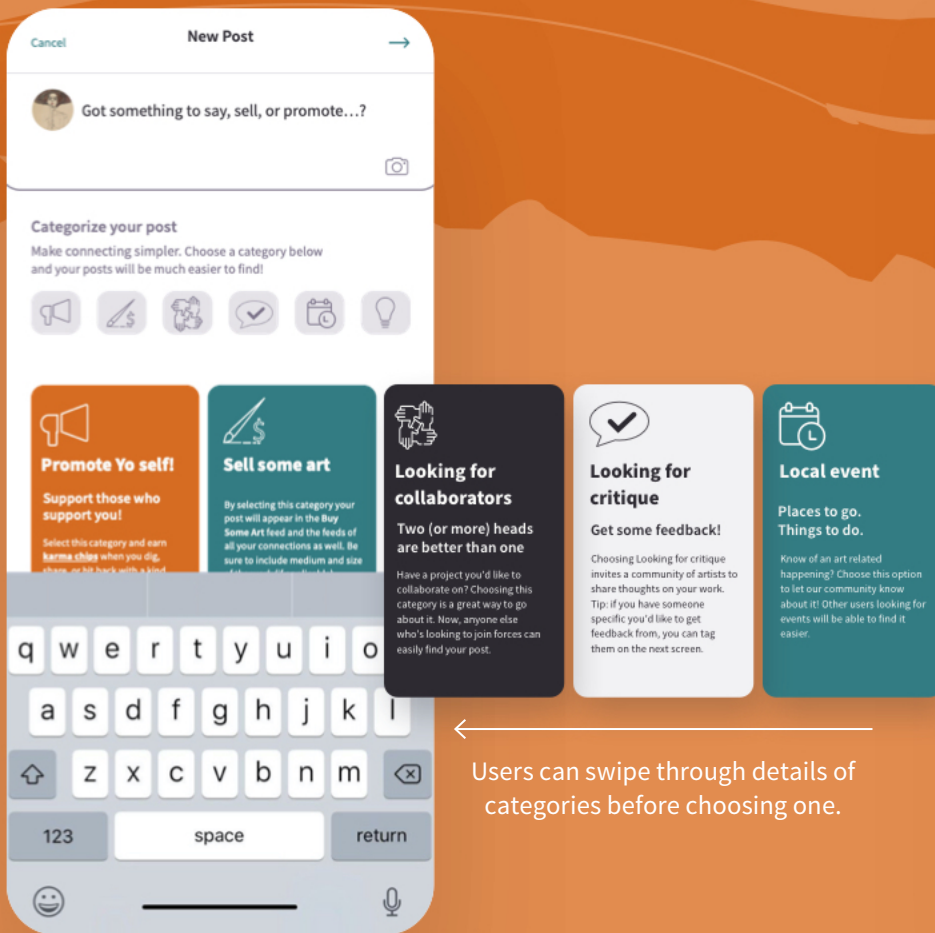 Cancel
New Post
Got something to say, sell, or promote...?
Categorize your post
Make connecting simpler. Choose a category below
and your posts will be much easier to find!
$
Promote Yo self!
Support those who
support you!
Select this category and earn
karma chips when you dig,
share, or hit back with a kind
$
Sell some art
By selecting this category your
post will appear in the Buy
Some Art feed and the feeds of
all your connections as well. Be
sure to include medium and size
Looking for
collaborators
Two (or more) heads
are better than one
Have a project you'd like to
collaborate on? Choosing this
category is a great way to go
about it. Now, anyone else
who's looking to join forces can
easily find your post.
Looking for
critique
Get some feedback!
Choosing Looking for critique
invites a community of artists to
share thoughts on your work.
Tip: if you have someone
specific you'd like to get
feedback from, you can tag
them on the next screen.
Local event
Places to go.
Things to do.
Know of an art related
happening? Choose this option
to let our community know
about it! Other users looking for
events will be able to find it
easier.
q w e r t y u i o
a s d f g h j k l
z x c v b n m
123 space return
Users can swipe through details of
categories before choosing one.